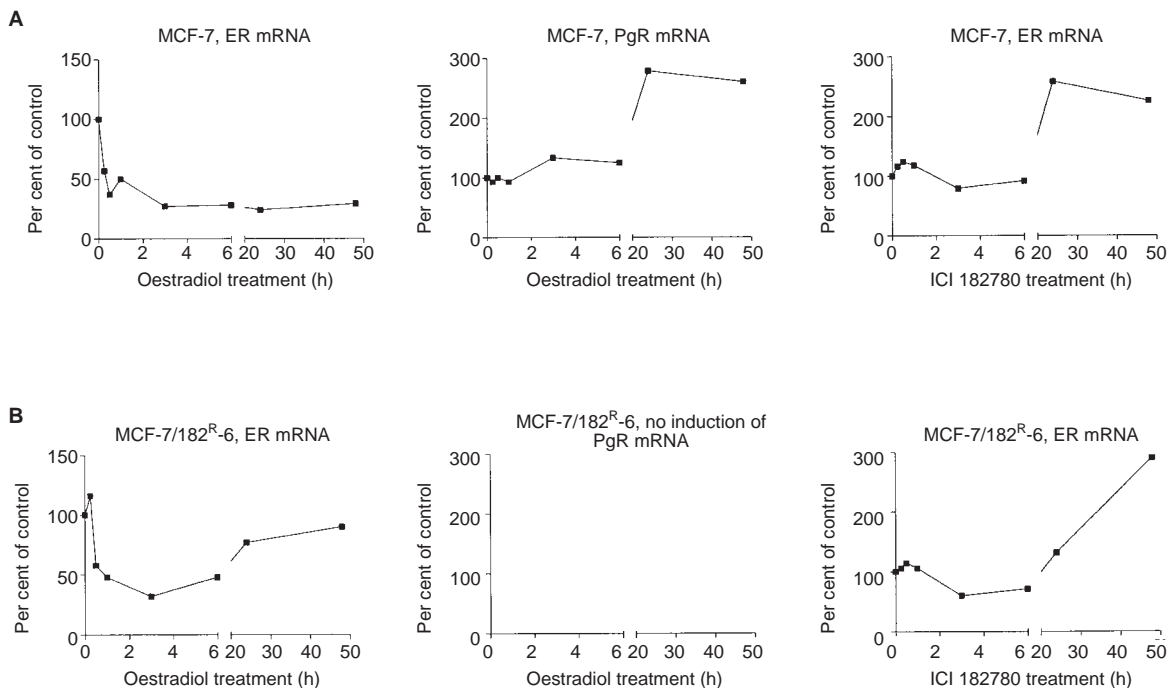 A
MCF-7, ER mRNA
Per cent of control
150
100
50
0
0 2 4 6 20 30 40 50
Oestradiol treatment (h)
MCF-7, PgR mRNA
Per cent of control
300
200
100
0
0 2 4 6 20 30 40 50
Oestradiol treatment (h)
MCF-7, ER mRNA
Per cent of control
300
200
100
0
0 2 4 6 20 30 40 50
ICI 182780 treatment (h)
B
MCF-7/182R-6, ER mRNA
Per cent of control
150
100
50
0
0 2 4 6 20 30 40 50
Oestradiol treatment (h)
MCF-7/182R-6, no induction of
PgR mRNA
Per cent of control
300
200
100
0
0 2 4 6 20 30 40 50
Oestradiol treatment (h)
MCF-7/182R-6, ER mRNA
Per cent of control
300
200
100
0
0 2 4 6 20 30 40 50
ICI 182780 treatment (h)